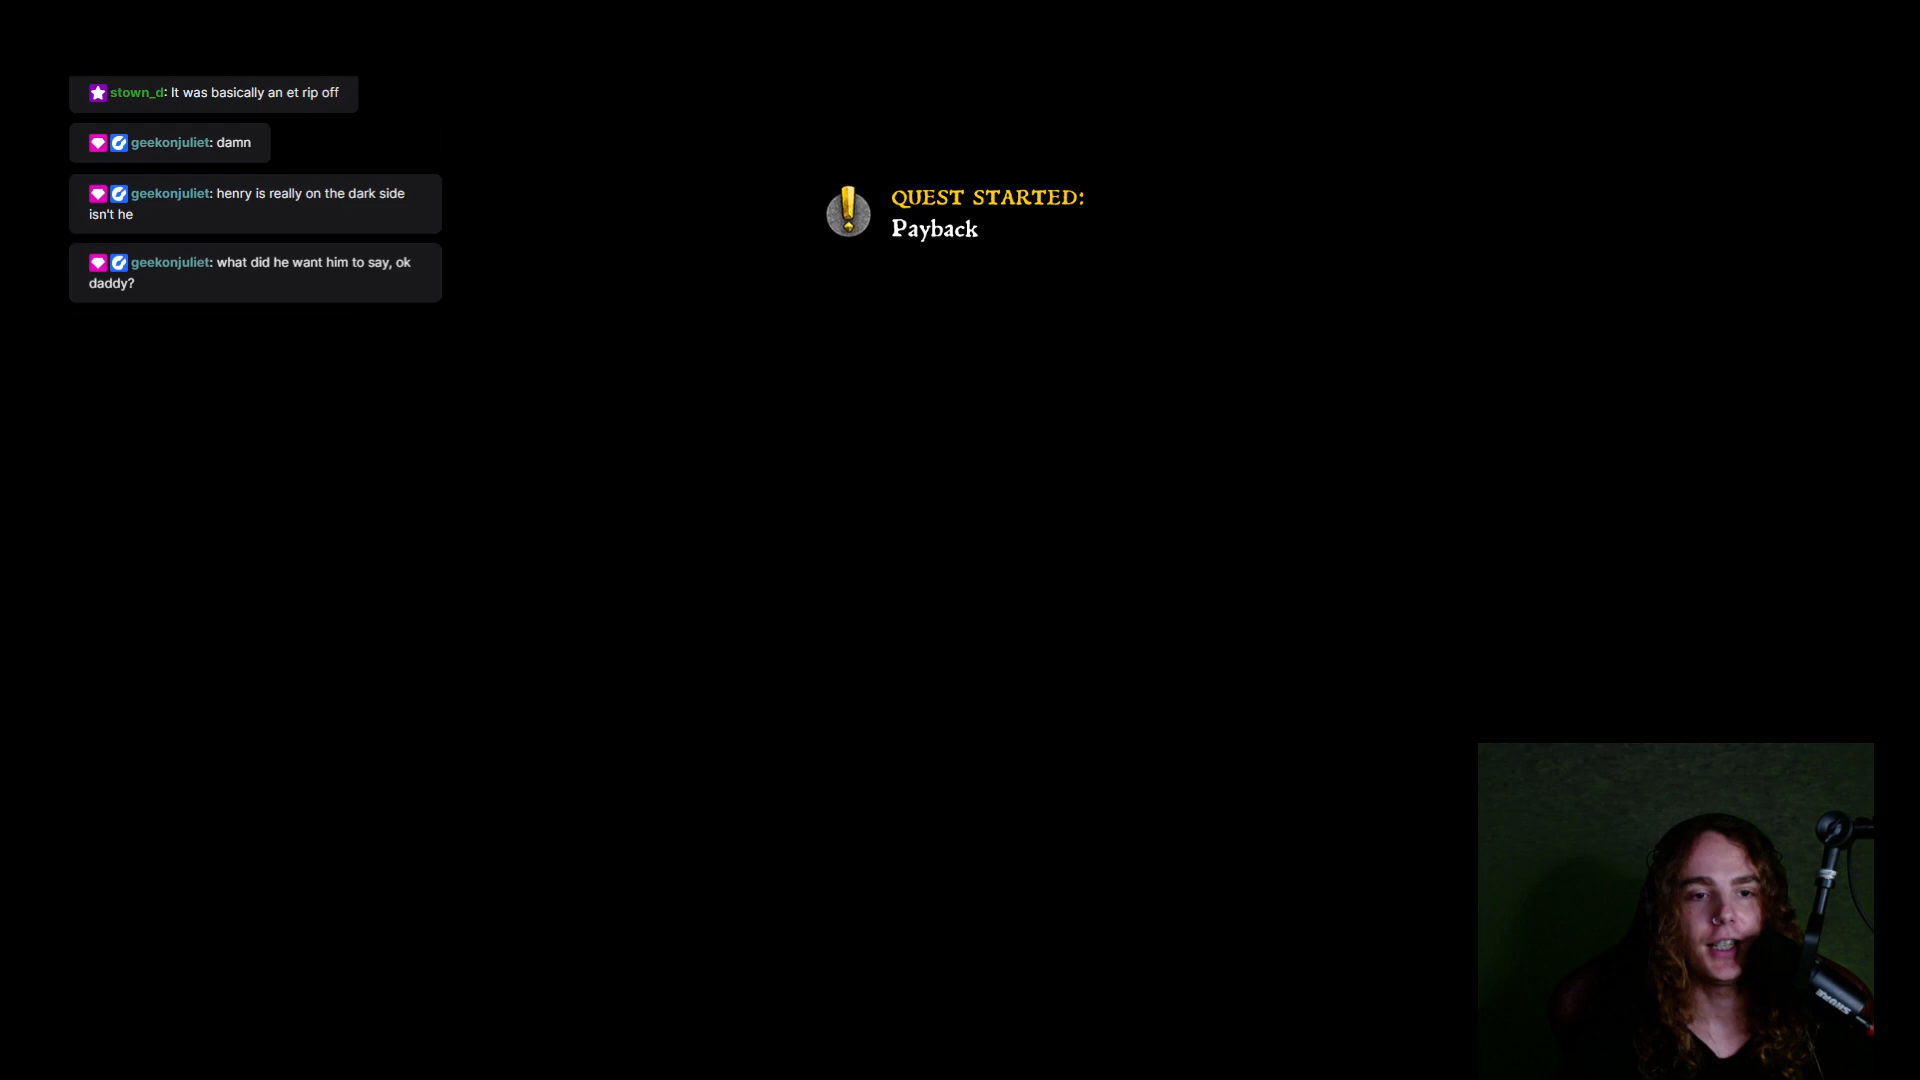 stown_d: It was basically an et rip off
geekonjuliet: damn
geekonjuliet: henry is really on the dark side
isn't he
geekonjuliet: what did he want him to say, ok
daddy?
QUEST STARTED:
Payback
SHURE